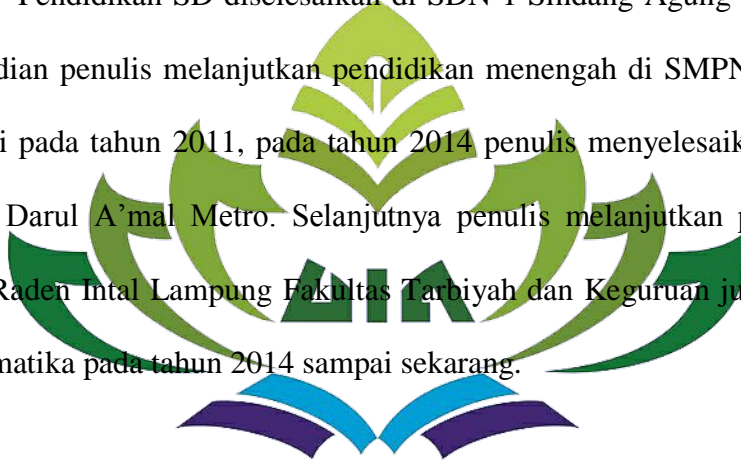 Pendidikan SD diselesaikan di SDN 1 Sindang Agung
dian penulis melanjutkan pendidikan menengah di SMPN
i pada tahun 2011, pada tahun 2014 penulis menyelesaik
Darul A’mal Metro. Selanjutnya penulis melanjutkan p
Raden Intal Lampung Fakultas Tarbiyah dan Keguruan ju
matika pada tahun 2014 sampai sekarang.